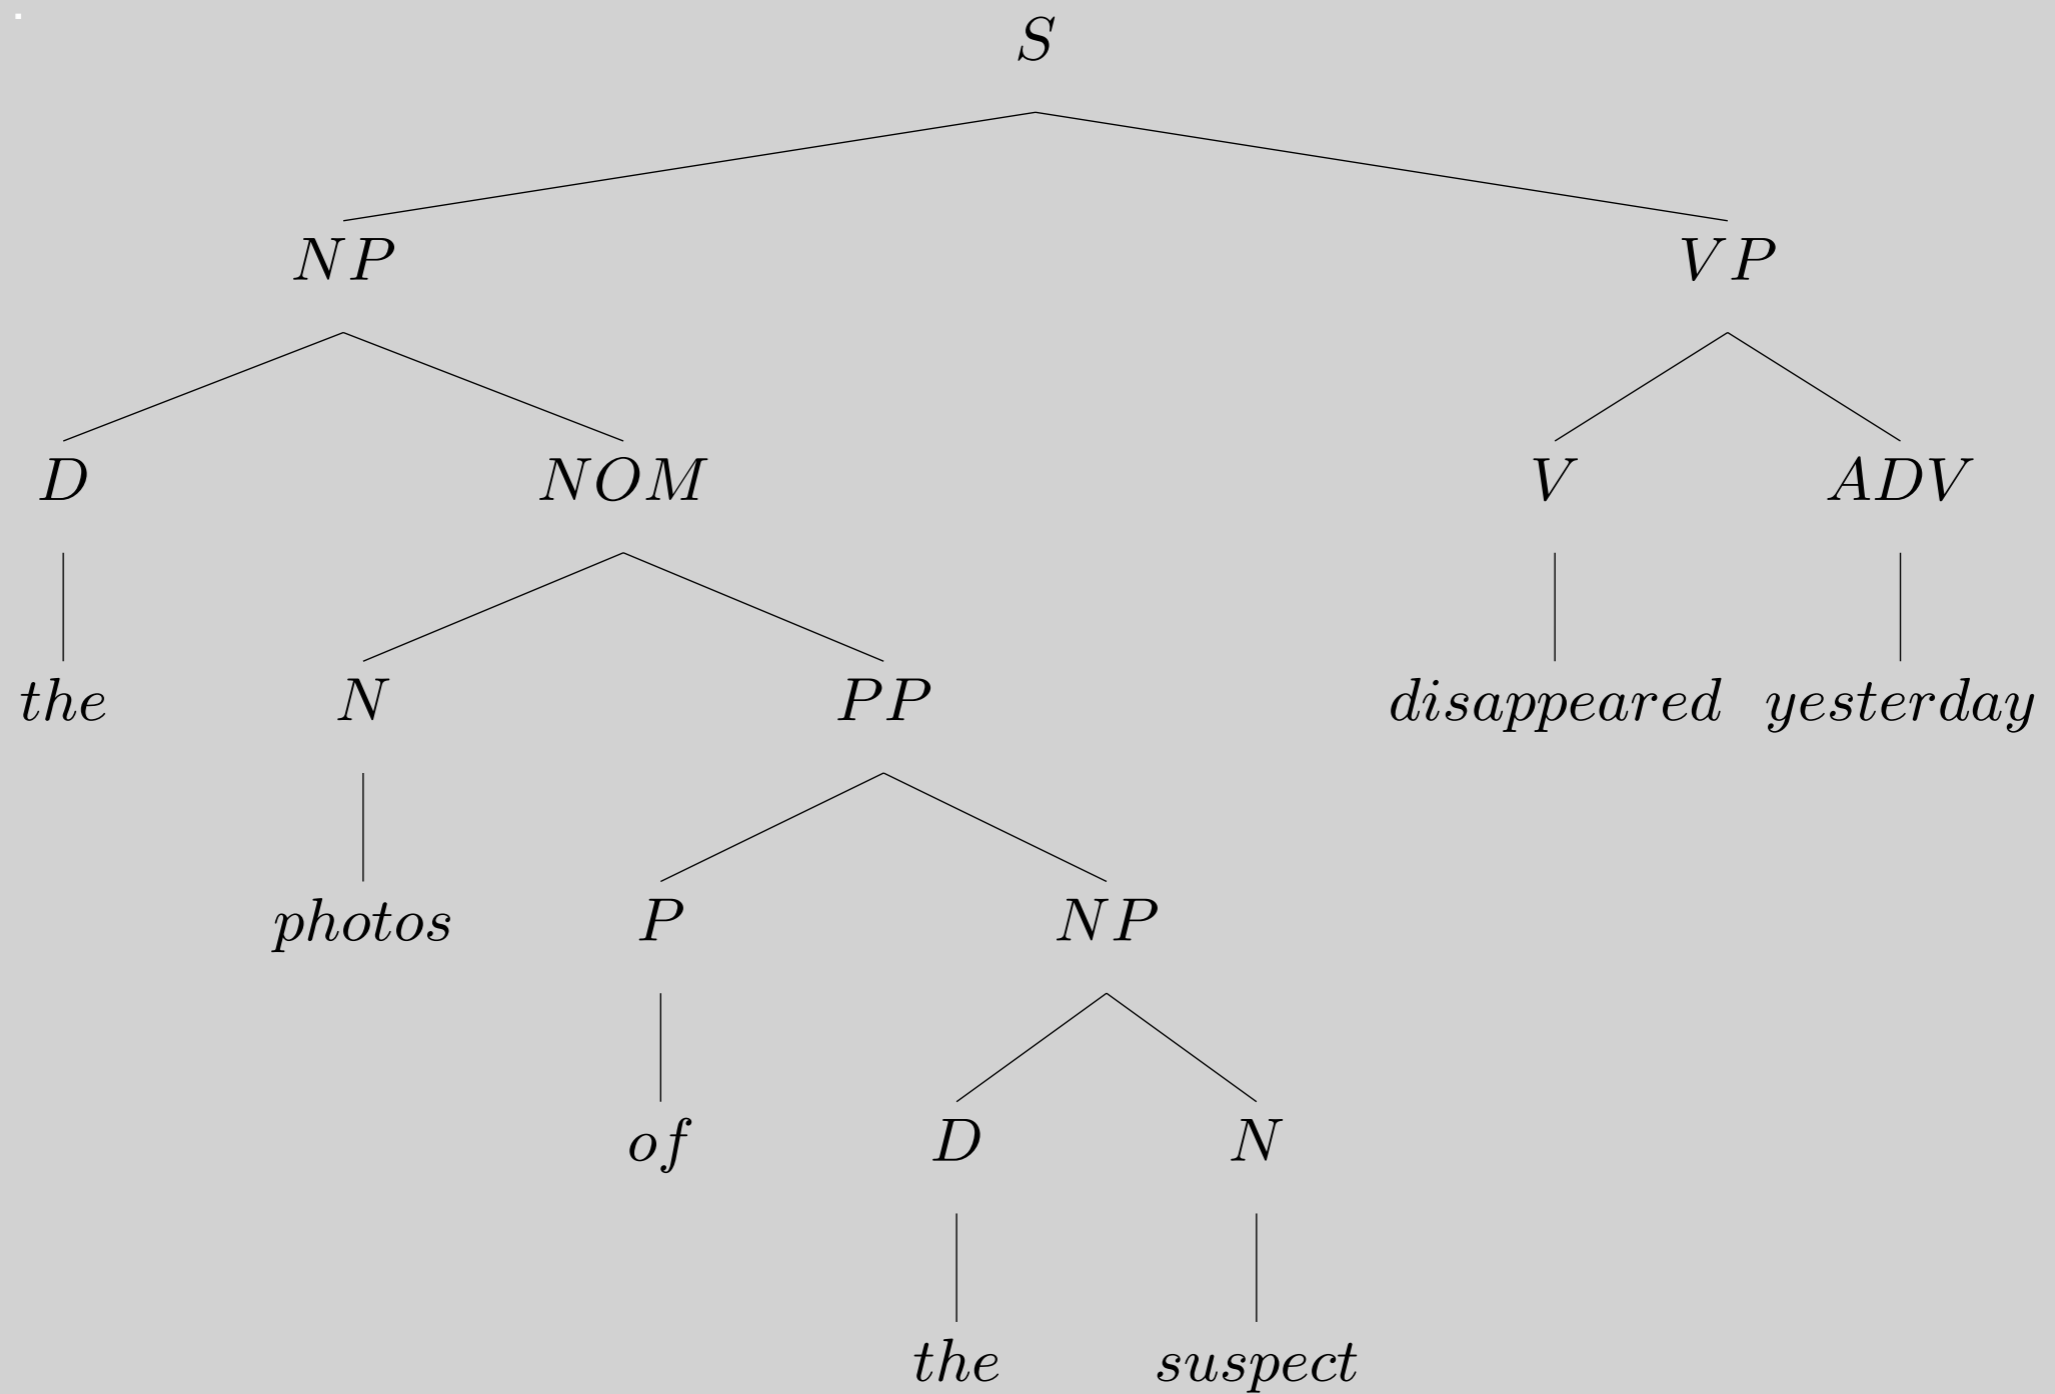 S
NP VP
D NOM V ADV
the N PP disappeared yesterday
photos P NP
of D N
the suspect